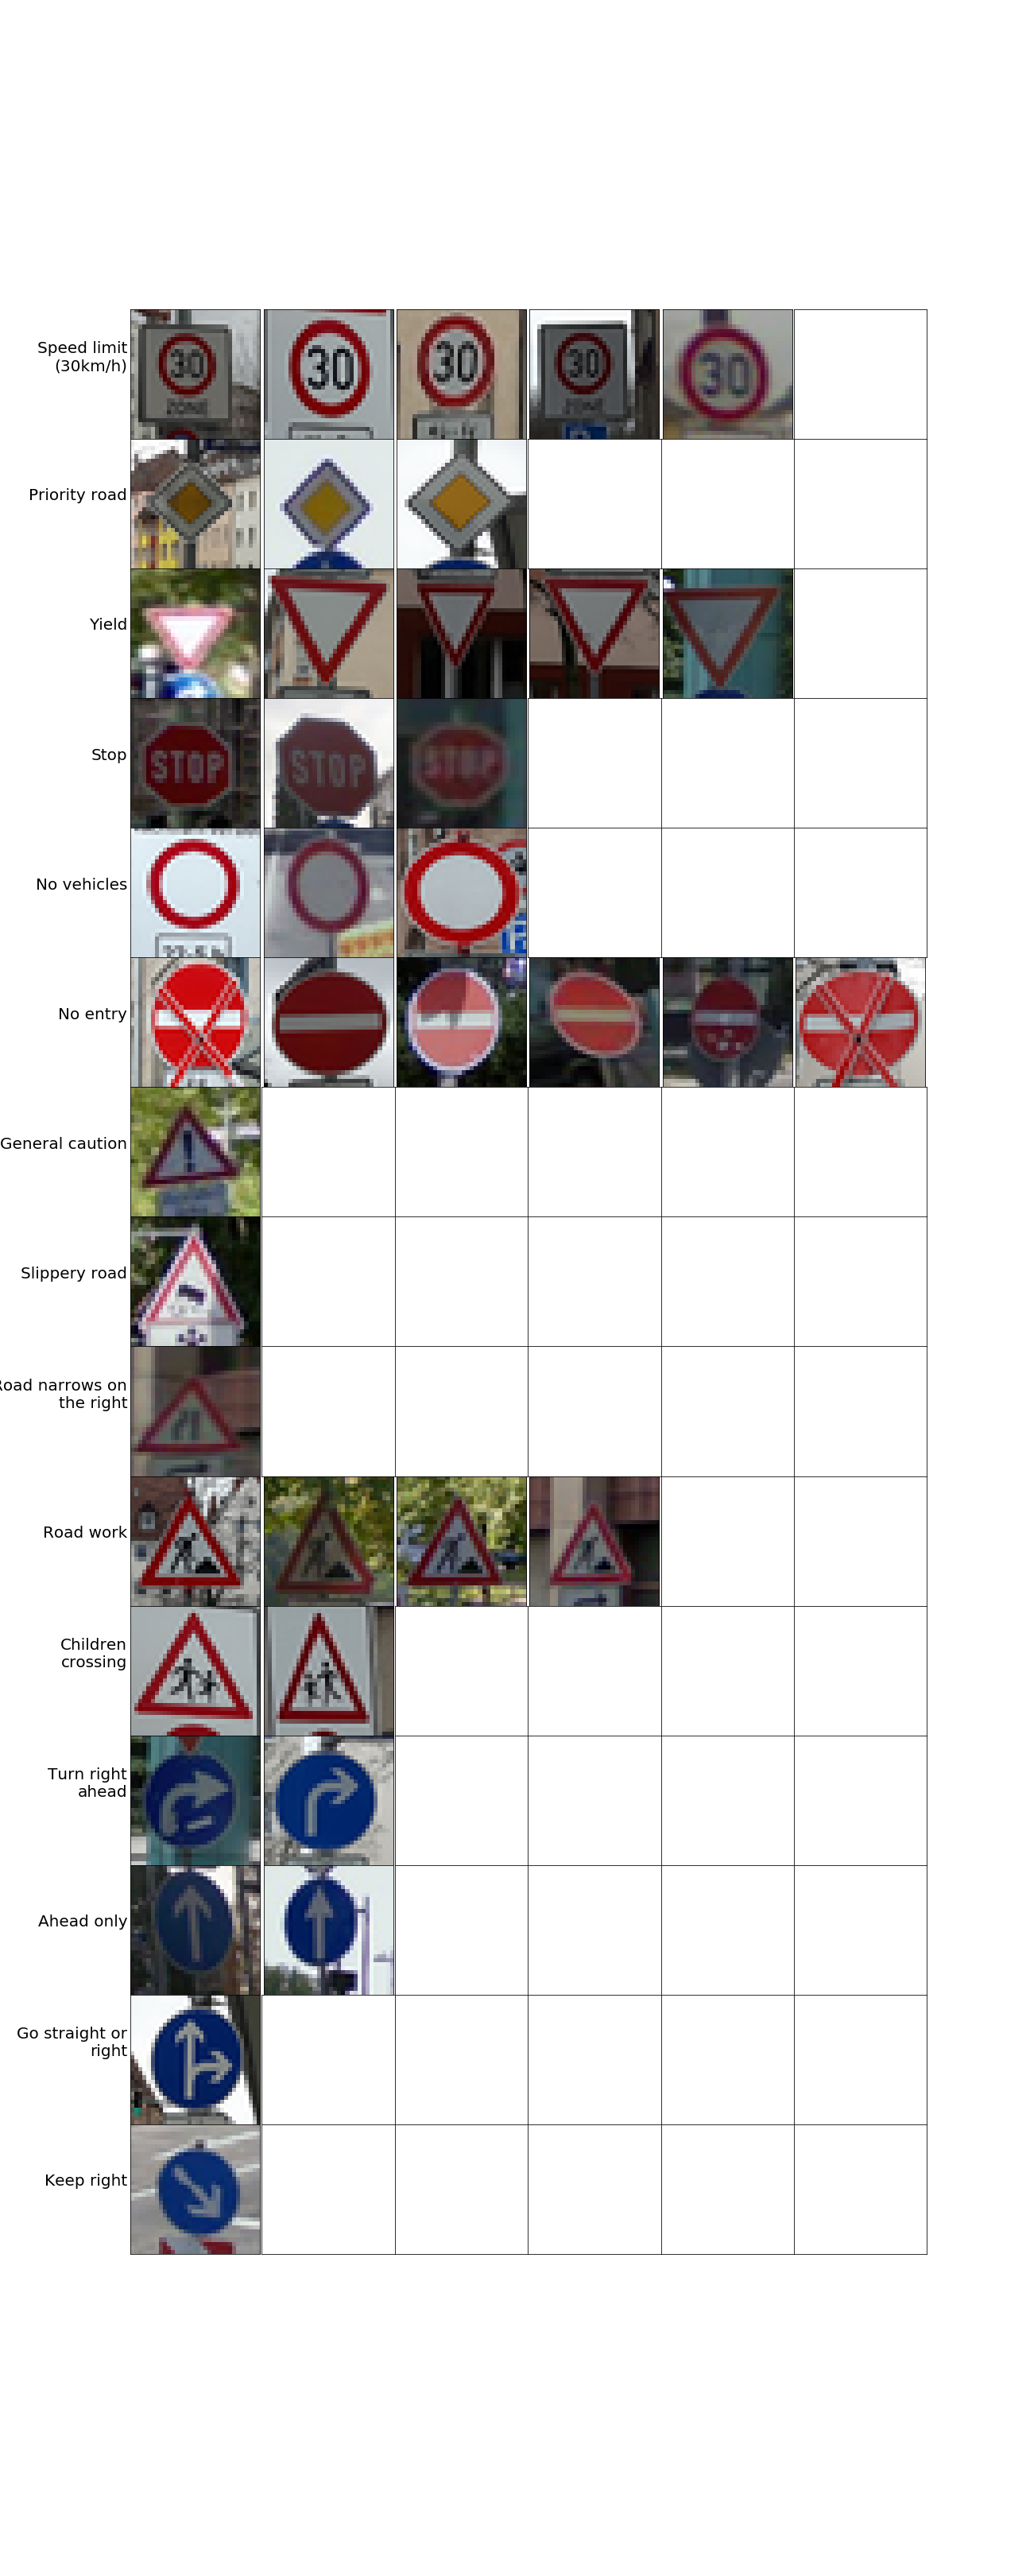 Speed limit
(30km/h)
30
ZONE
30
30
30
30
Priority road
Yield
Stop
STOP
STOP
STOP
No vehicles
No entry
General caution
Slippery road
Road narrows on
the right
Road work
Children
crossing
Turn right
ahead
Ahead only
Go straight or
right
Keep right